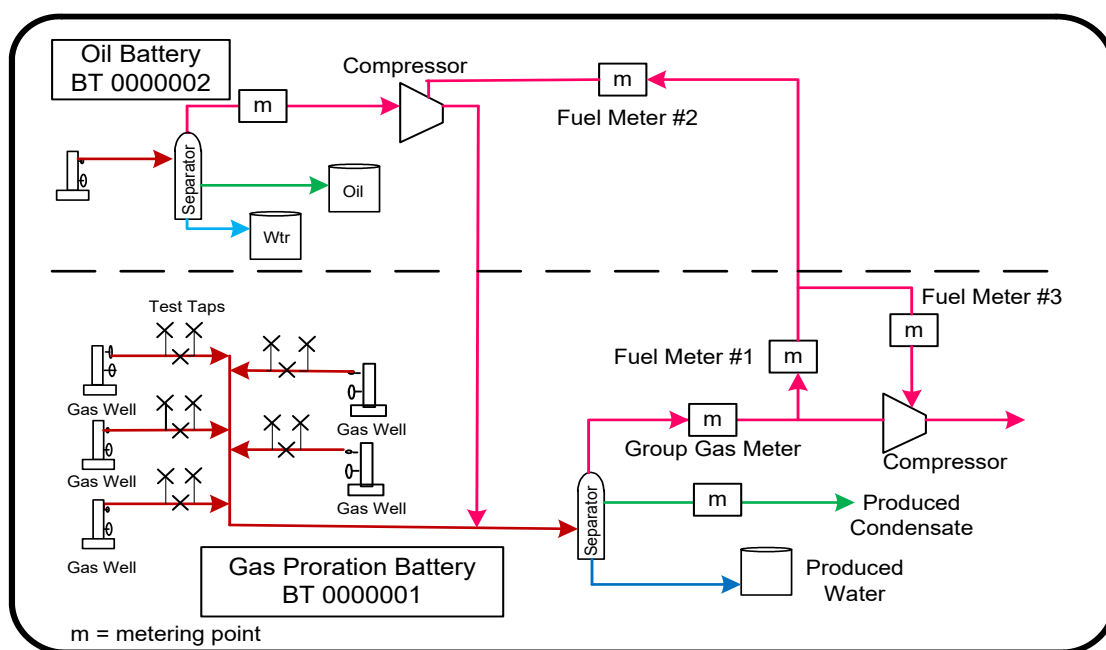 Oil Battery
BT 0000002
Compressor
m
m
Fuel Meter #2
Separator
Oil
Wtr
Test Taps
Fuel Meter #3
m
Fuel Meter #1
m
Gas Well
Gas Well
m
Group Gas Meter
Compressor
Gas Well
Gas Well
Separator
m
Produced
Condensate
Gas Well
Gas Proration Battery
BT 0000001
Produced
Water
m = metering point